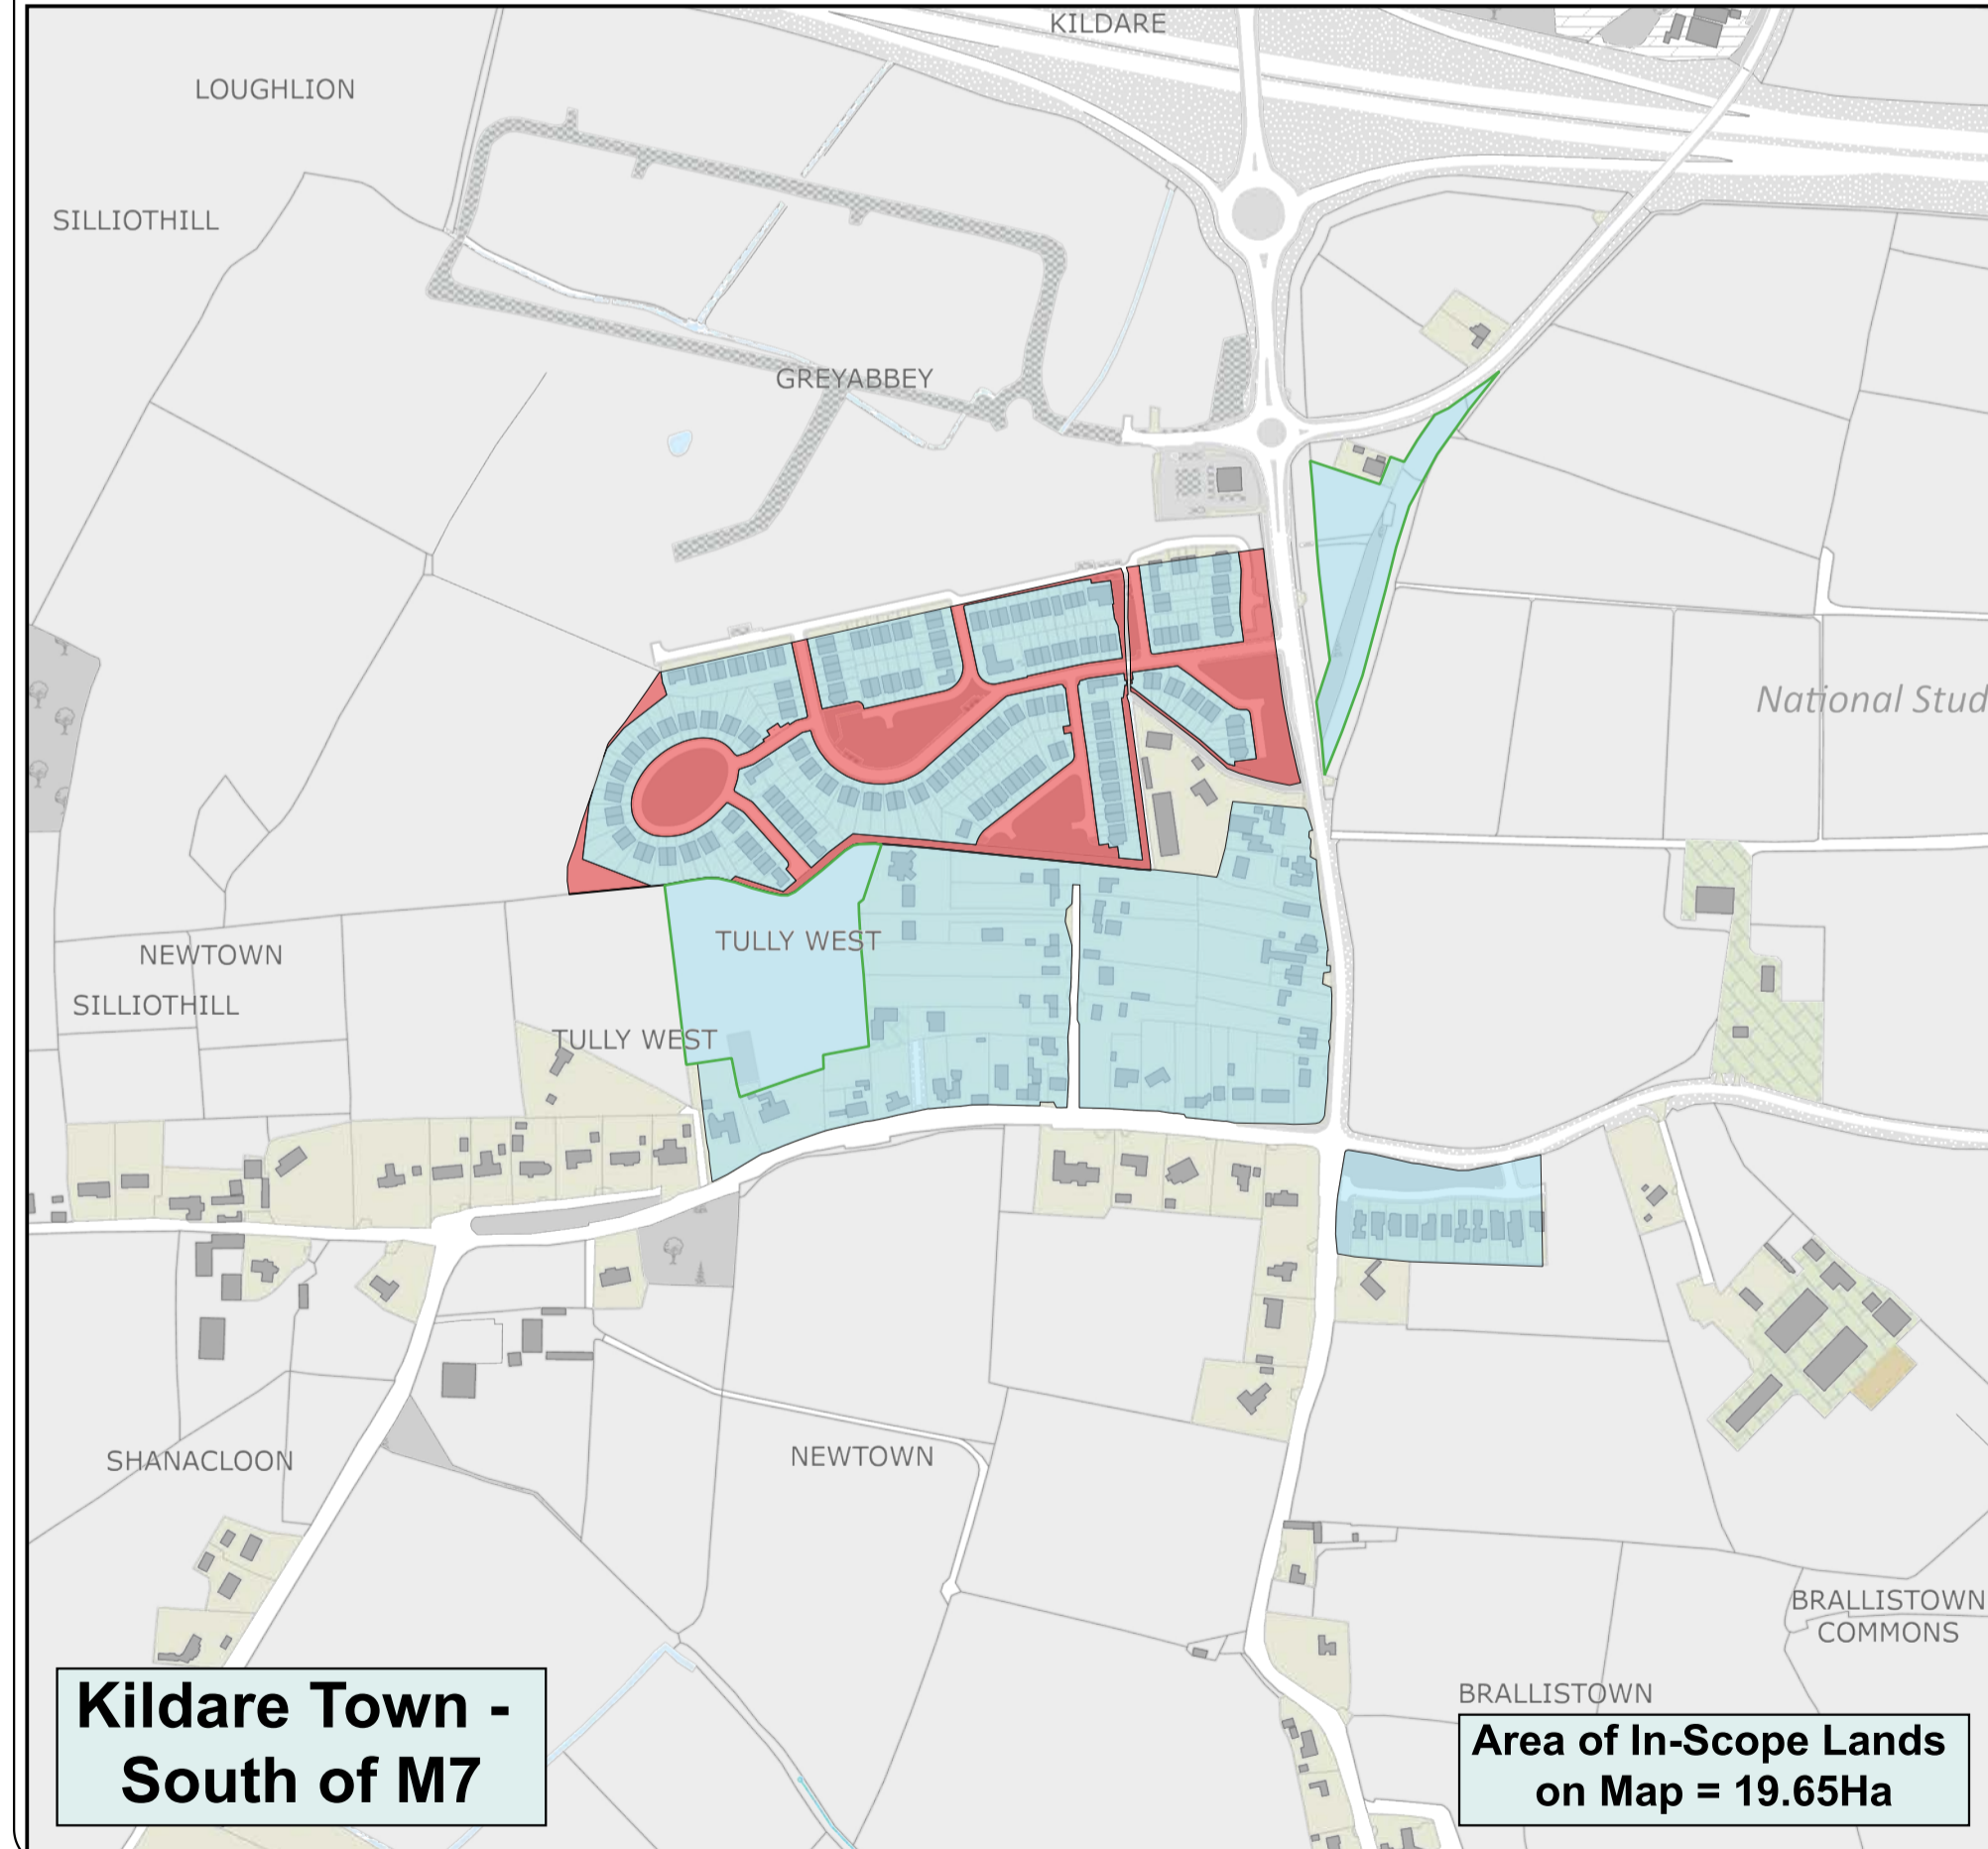 KILDARE
LOUGHLION
SILLIOTHILL
GREYABBEY
National Stud
TULLY WEST
NEWTOWN
SILLIOTHILL
TULLY WEST
SHANACLOON
NEWTOWN
BRALLISTOWN
COMMONS
BRALLISTOWN
Kildare Town -
South of M7
Area of In-Scope Lands
on Map = 19.65Ha